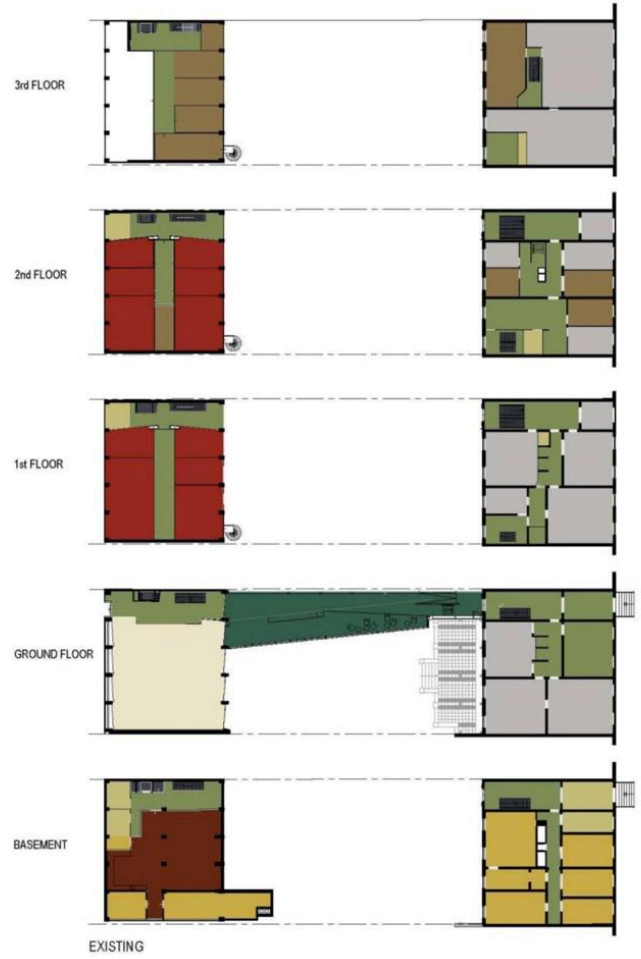 3rd FLOOR
2nd FLOOR
1st FLOOR
GROUND FLOOR
BASEMENT
EXISTING